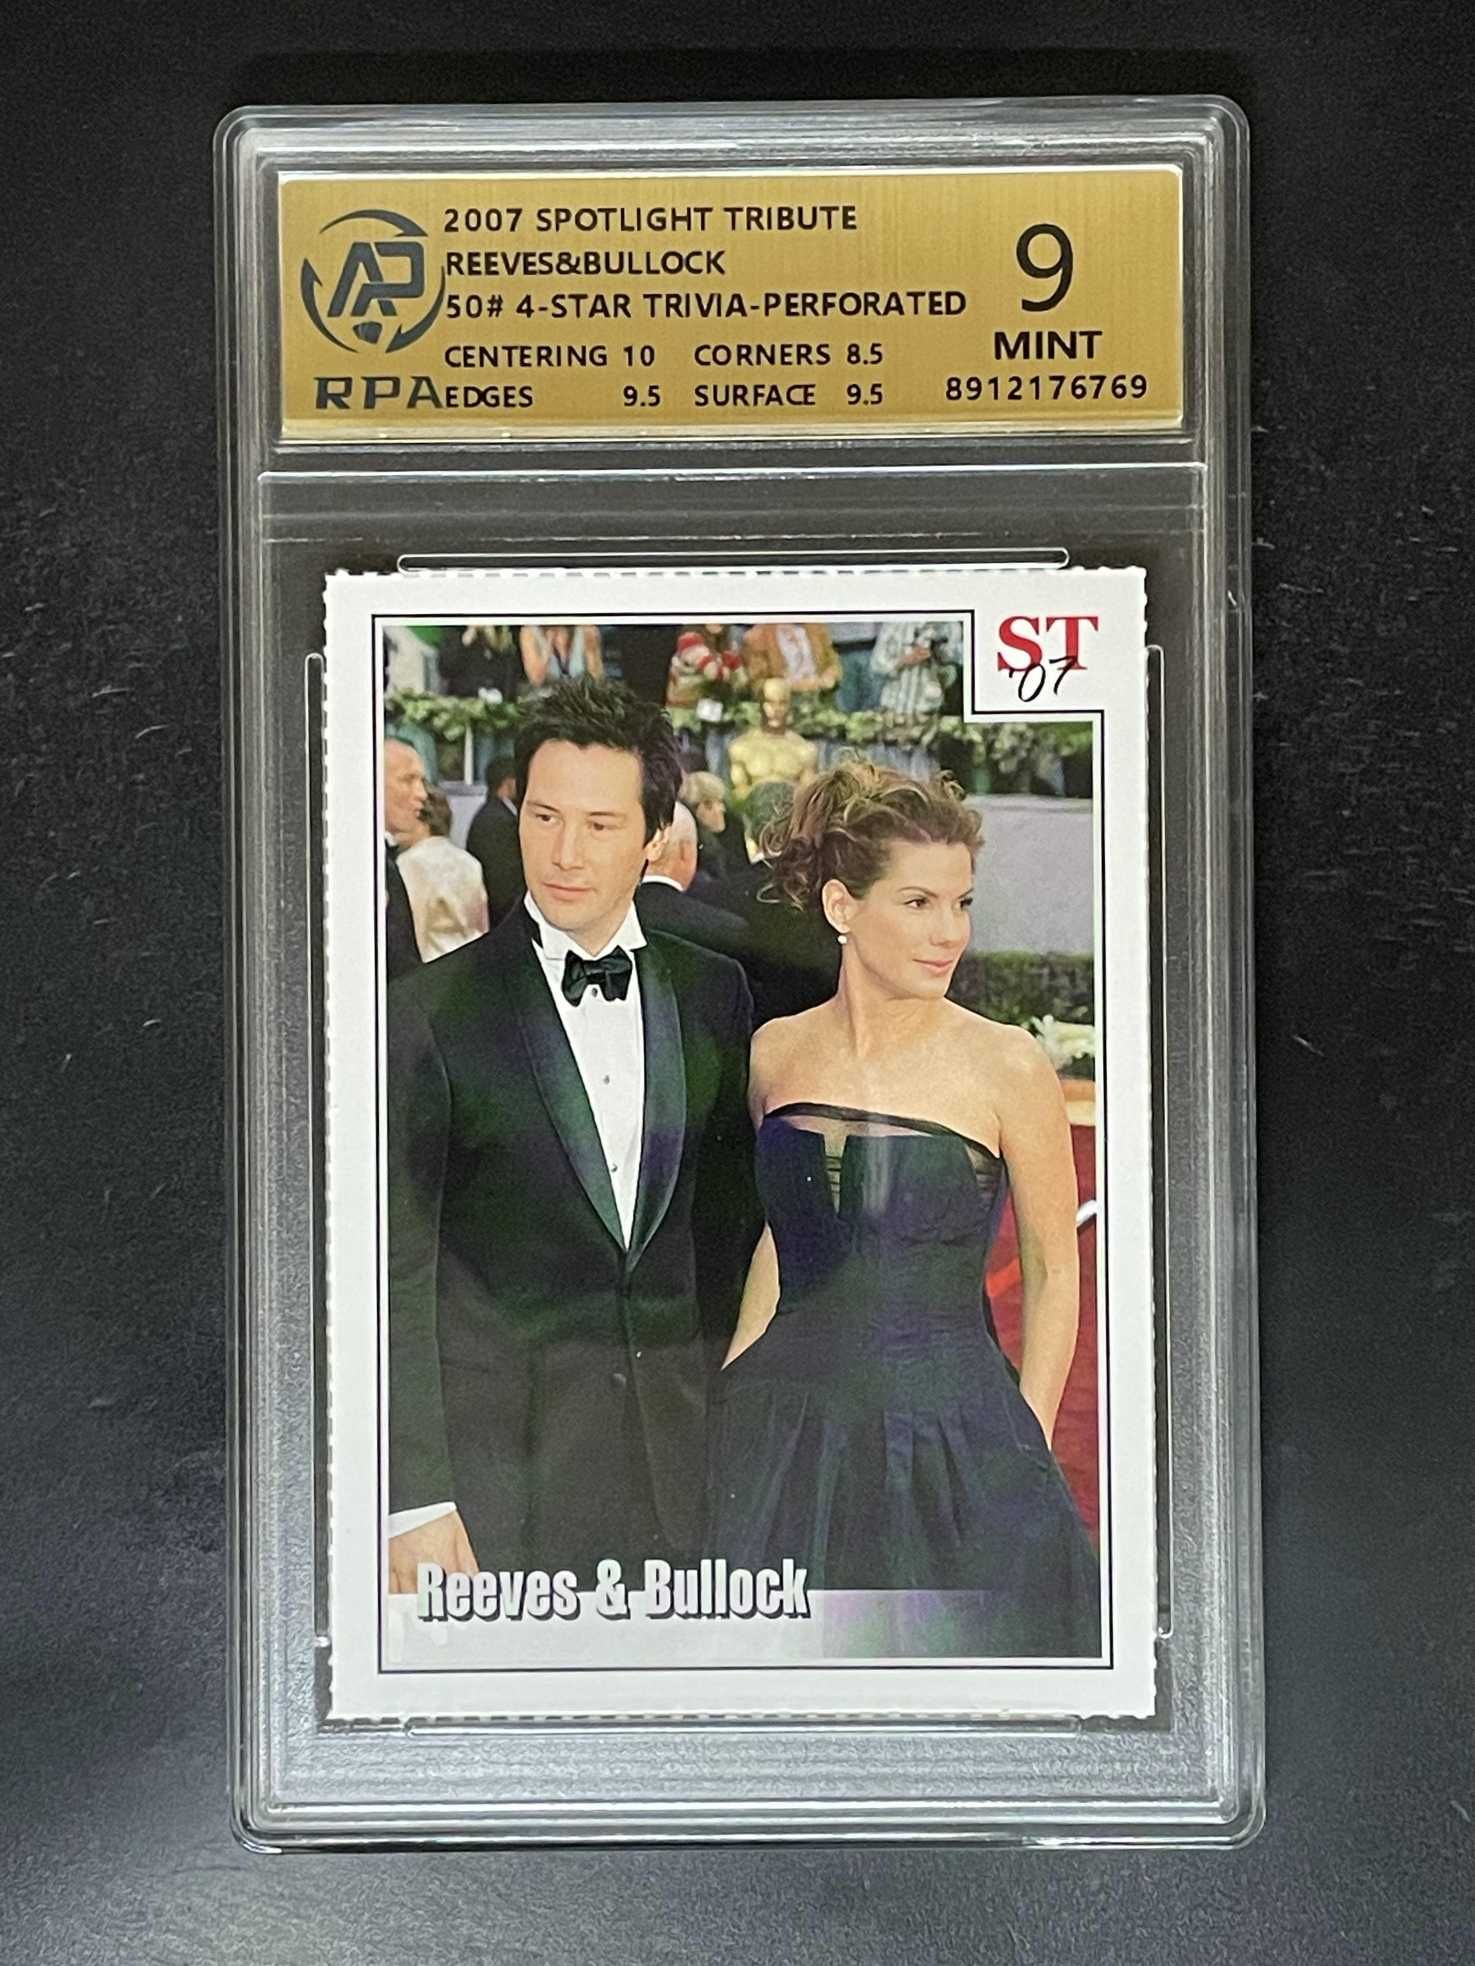 2007 SPOTLIGHT TRIBUTE
REEVES&BULLOCK
50# 4-STAR TRIVIA-PERFORATED
CENTERING 10 CORNERS 8.5
EDGES 9.5 SURFACE 9.5
9
MINT
8912176769
AP
RPA
ST
'07
Reeves & Bullock